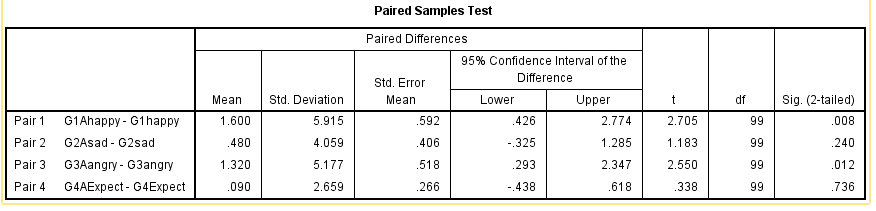 Paired Samples Test
Paired Differences
95% Confidence Interval of the
Difference
Mean Std. Deviation Std. Error Mean Lower Upper t df Sig. (2-tailed)
Pair 1 G1Ahappy - G1happy 1.600 5.915 .592 .426 2.774 2.705 99 .008
Pair 2 G2Asad - G2sad .480 4.059 .406 -.325 1.285 1.183 99 .240
Pair 3 G3Aangry - G3angry 1.320 5.177 .518 .293 2.347 2.550 99 .012
Pair 4 G4AExpect - G4Expect .090 2.659 .266 -.438 .618 .338 99 .736